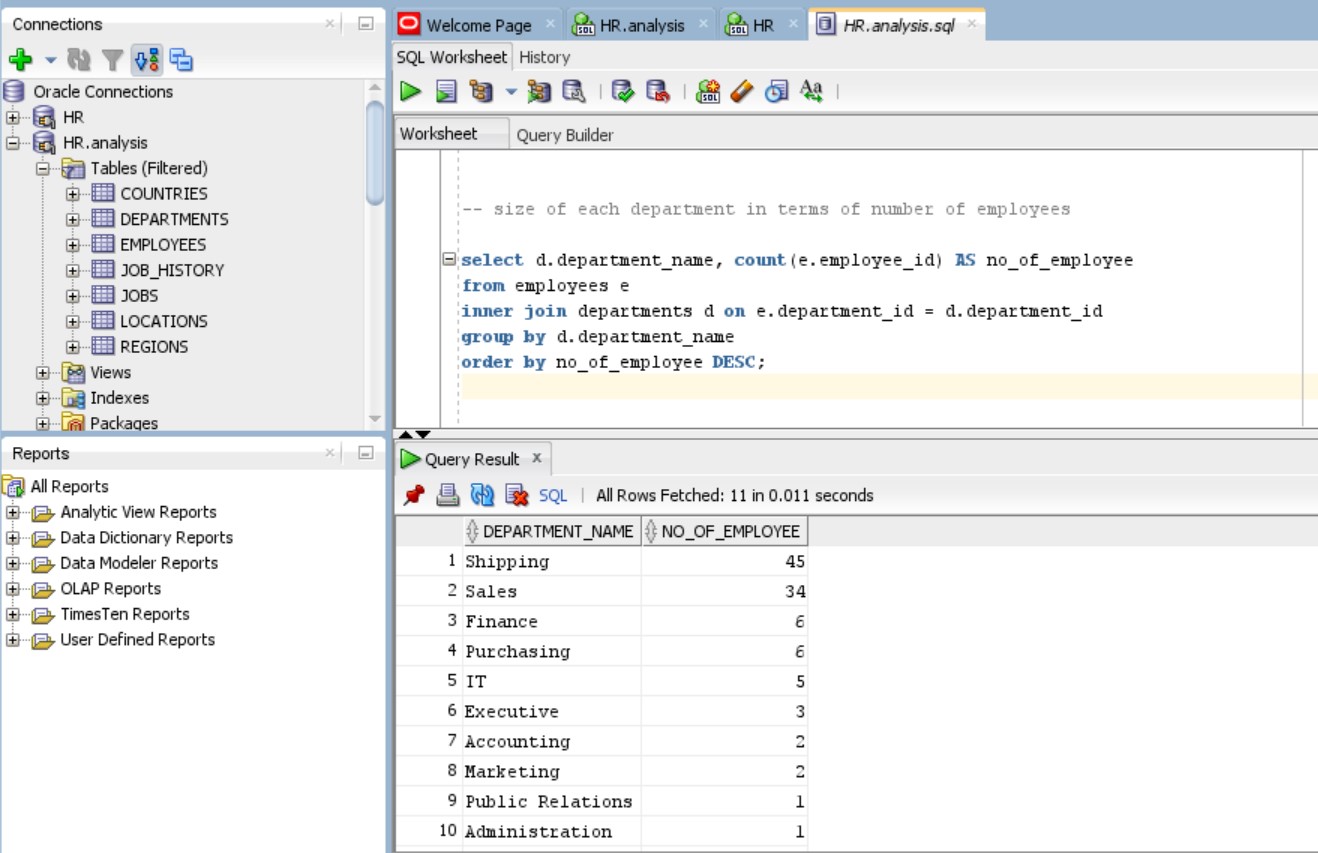 Connections
Oracle Connections
HR
HR.analysis
Tables (Filtered)
COUNTRIES
DEPARTMENTS
EMPLOYEES
JOB_HISTORY
JOBS
LOCATIONS
REGIONS
Views
Indexes
Packages
Reports
All Reports
Analytic View Reports
Data Dictionary Reports
Data Modeler Reports
OLAP Reports
TimesTen Reports
User Defined Reports
Welcome Page HR.analysis HR HR.analysis.sql
SQL Worksheet History
Worksheet Query Builder
-- size of each department in terms of number of employees
select d.department_name, count(e.employee_id) AS no_of_employee
from employees e
inner join departments d on e.department_id = d.department_id
group by d.department_name
order by no_of_employee DESC;
Query Result
SQL | All Rows Fetched: 11 in 0.011 seconds
DEPARTMENT_NAME NO_OF_EMPLOYEE
1 Shipping 45
2 Sales 34
3 Finance 6
4 Purchasing 6
5 IT 5
6 Executive 3
7 Accounting 2
8 Marketing 2
9 Public Relations 1
10 Administration 1